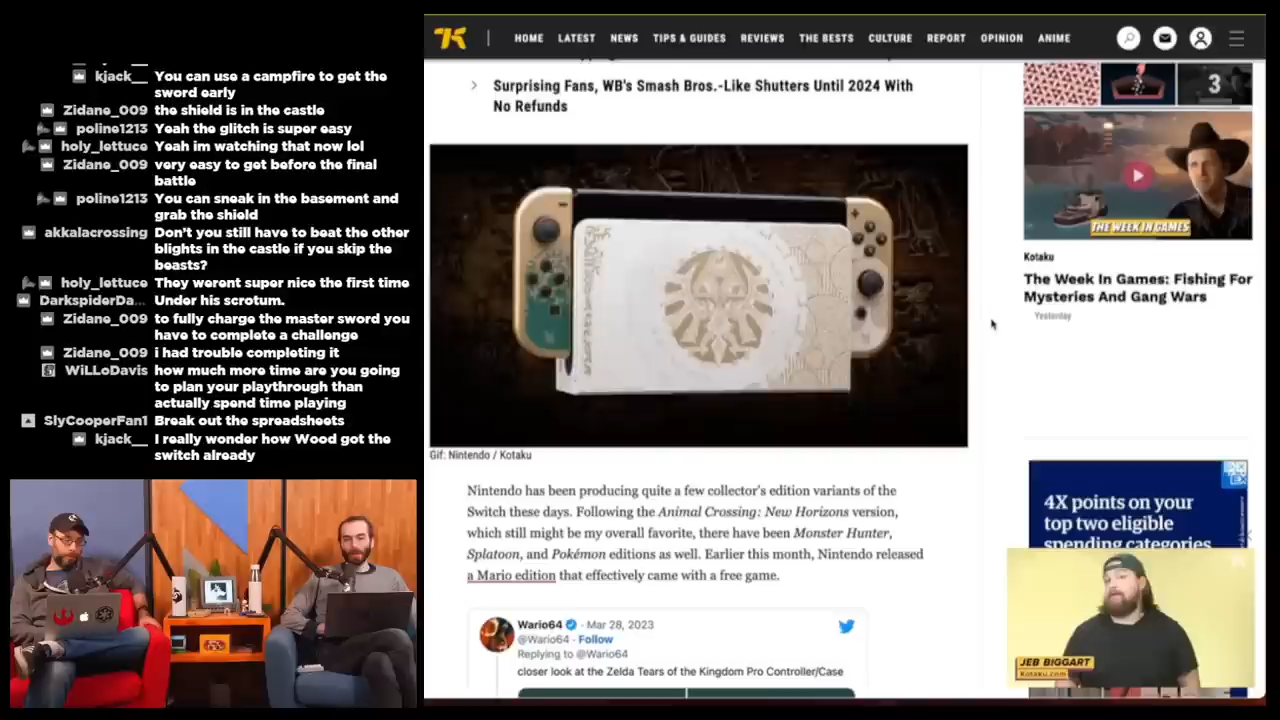 kjack__ You can use a campfire to get the
sword early
Zidane_009 the shield is in the castle
poline1213 Yeah the glitch is super easy
holy_lettuce Yeah im watching that now lol
Zidane_009 very easy to get before the final
battle
poline1213 You can sneak in the basement and
grab the shield
akkalacrossing Don't you still have to beat the other
blights in the castle if you skip the
beasts?
holy_lettuce They werent super nice the first time
DarkspiderDa... Under his scrotum.
Zidane_009 to fully charge the master sword you
have to complete a challenge
Zidane_009 i had trouble completing it
WiLLoDavis how much more time are you going
to plan your playthrough than
actually spend time playing
SlyCooperFan1 Break out the spreadsheets
kjack__ I really wonder how Wood got the
switch already
HOME LATEST NEWS TIPS & GUIDES REVIEWS THE BESTS CULTURE REPORT OPINION ANIME
Surprising Fans, WB's Smash Bros.-Like Shutters Until 2024 With
No Refunds
Gif: Nintendo / Kotaku
Nintendo has been producing quite a few collector's edition variants of the
Switch these days. Following the Animal Crossing: New Horizons version,
which still might be my overall favorite, there have been Monster Hunter,
Splatoon, and Pokémon editions as well. Earlier this month, Nintendo released
a Mario edition that effectively came with a free game.
Wario64 · Mar 28, 2023
@Wario64 · Follow
Replying to @Wario64
closer look at the Zelda Tears of the Kingdom Pro Controller/Case
3
THE WEEK IN GAMES
Kotaku
The Week In Games: Fishing For
Mysteries And Gang Wars
Yesterday
4X points on your
top two eligible
spending categories
JEB BIGGART
Kotaku.com